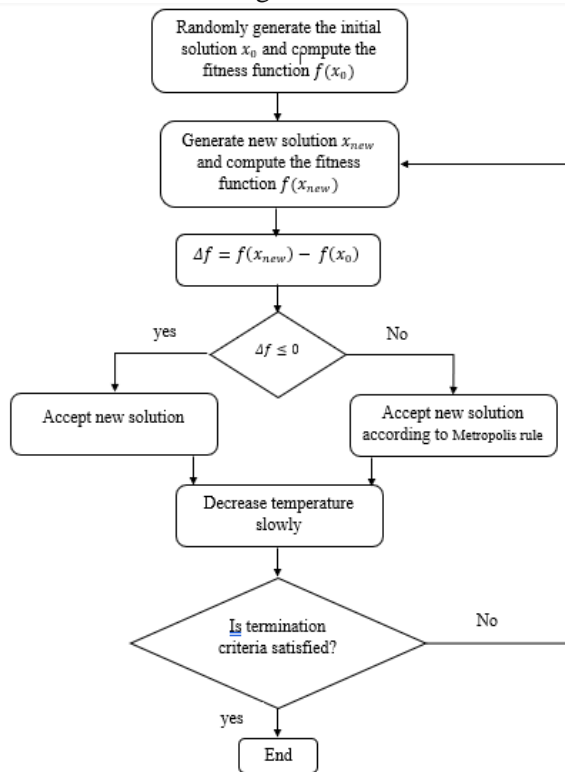 Randomly generate the initial
solution x₀ and compute the
fitness function f(x₀)
Generate new solution xₙₑw
and compute the fitness
function f(xₙₑw)
Δf = f(xₙₑw) − f(x₀)
Δf ≤ 0
yes
No
Accept new solution
Accept new solution
according to Metropolis rule
Decrease temperature
slowly
Is termination
criteria satisfied?
No
yes
End